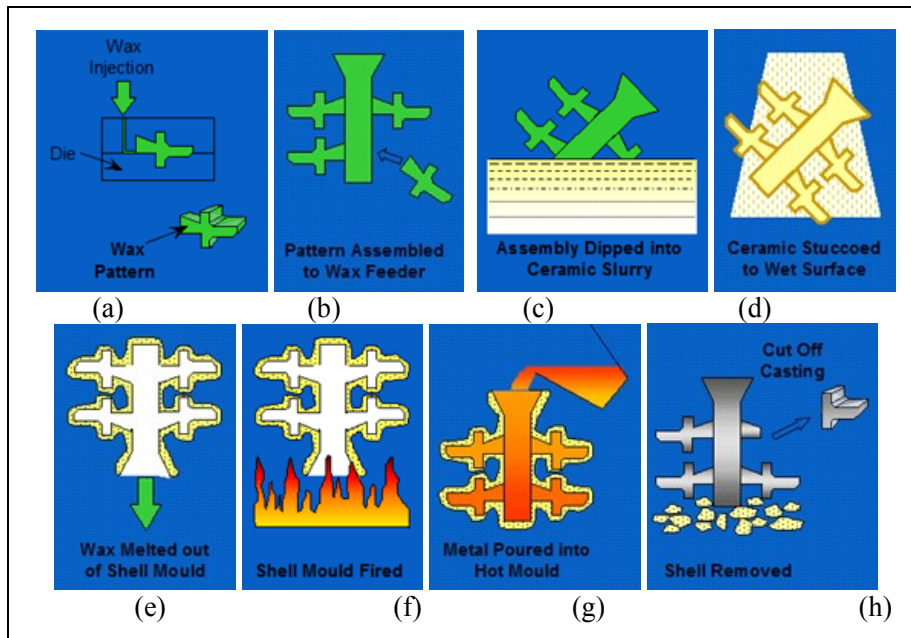 Wax
Injection
Die
Wax
Pattern
Pattern Assembled
to Wax Feeder
Assembly Dipped into
Ceramic Slurry
Ceramic Stuccoed
to Wet Surface
(a)
(b)
(c)
(d)
Wax Melted out
of Shell Mould
Shell Mould Fired
Metal Poured into
Hot Mould
Cut Off
Casting
Shell Removed
(e)
(f)
(g)
(h)